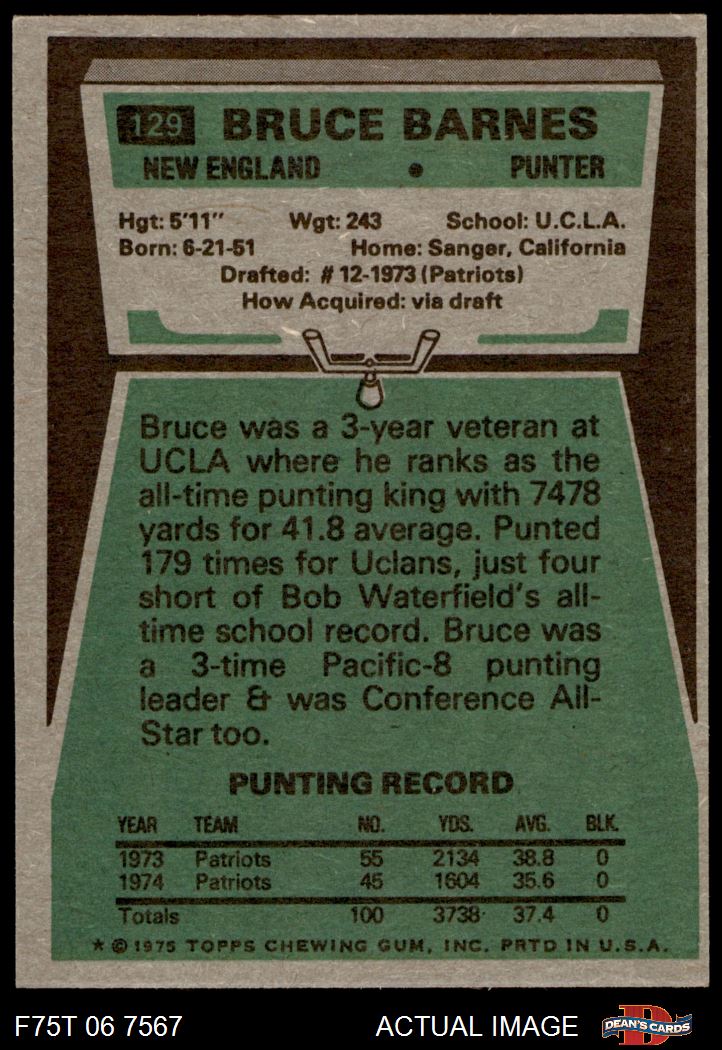 129 BRUCE BARNES
NEW ENGLAND • PUNTER
Hgt: 5'11" Wgt: 243 School: U.C.L.A.
Born: 6-21-51 Home: Sanger, California
Drafted: # 12-1973 (Patriots)
How Acquired: via draft
Bruce was a 3-year veteran at
UCLA where he ranks as the
all-time punting king with 7478
yards for 41.8 average. Punted
179 times for Uclans, just four
short of Bob Waterfield's all-
time school record. Bruce was
a 3-time Pacific-8 punting
leader & was Conference All-
Star too.
PUNTING RECORD
YEAR TEAM NO. YDS. AVG. BLK.
1973 Patriots 55 2134 38.8 0
1974 Patriots 45 1604 35.6 0
Totals 100 3738 37.4 0
* © 1975 TOPPS CHEWING GUM, INC. PRTD IN U.S.A.
F75T 06 7567 ACTUAL IMAGE D DEAN'S CARDS